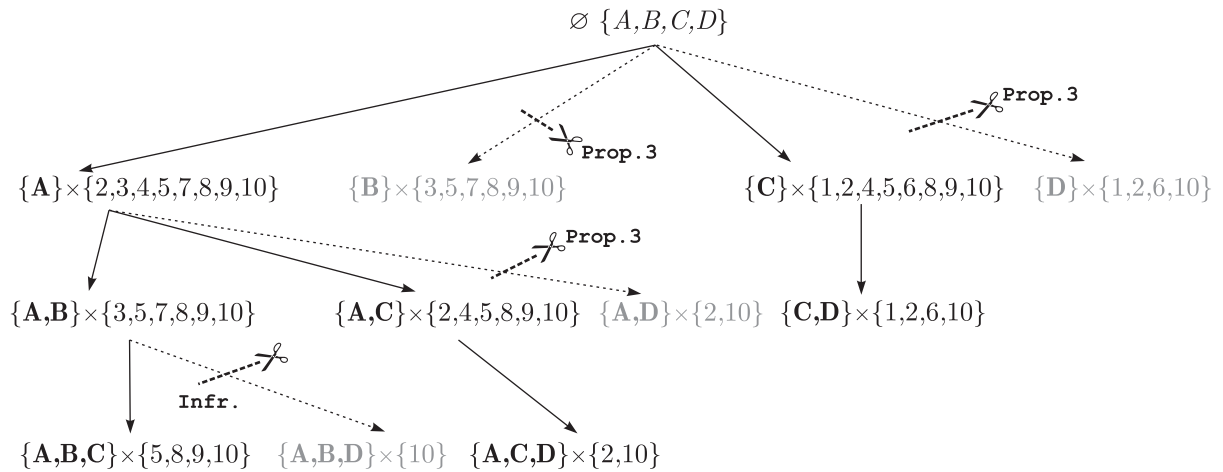 ∅ {A,B,C,D}
Prop.3
Prop.3
{A}×{2,3,4,5,7,8,9,10} {B}×{3,5,7,8,9,10} {C}×{1,2,4,5,6,8,9,10} {D}×{1,2,6,10}
Prop.3
{A,B}×{3,5,7,8,9,10} {A,C}×{2,4,5,8,9,10} {A,D}×{2,10} {C,D}×{1,2,6,10}
Infr.
{A,B,C}×{5,8,9,10} {A,B,D}×{10} {A,C,D}×{2,10}